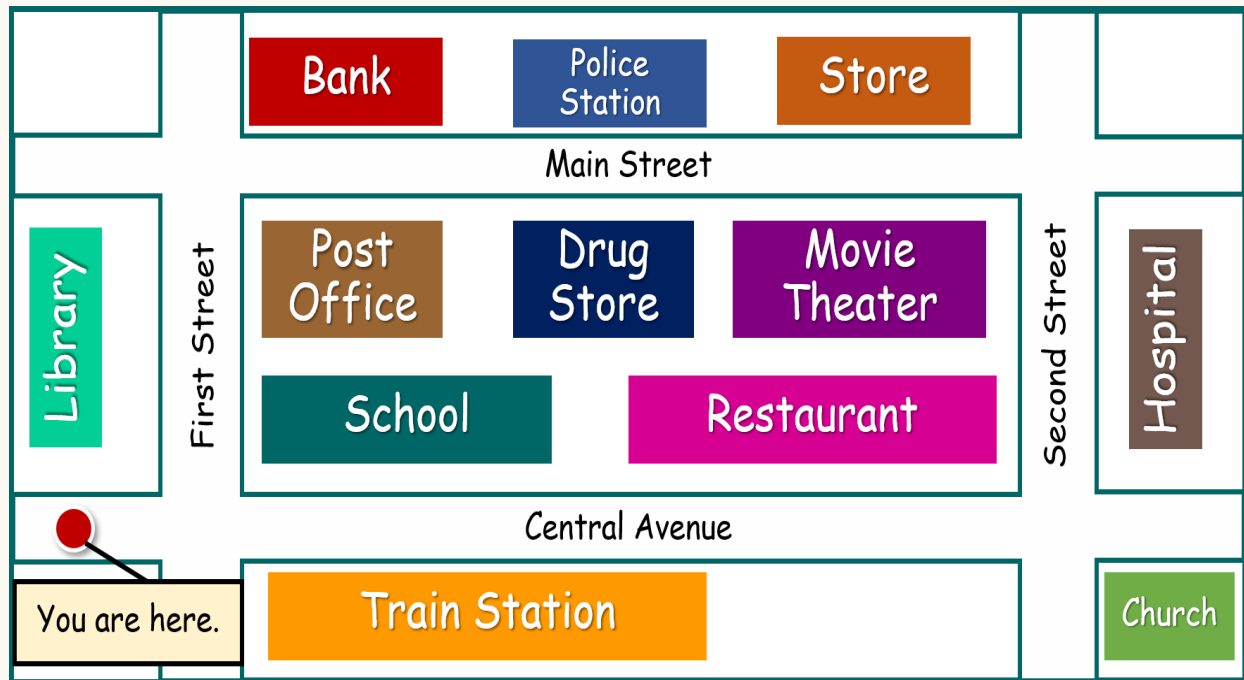 Bank
Police
Station
Store
Main Street
Library
First Street
Post
Office
Drug
Store
Movie
Theater
Second Street
Hospital
School
Restaurant
Central Avenue
You are here.
Train Station
Church